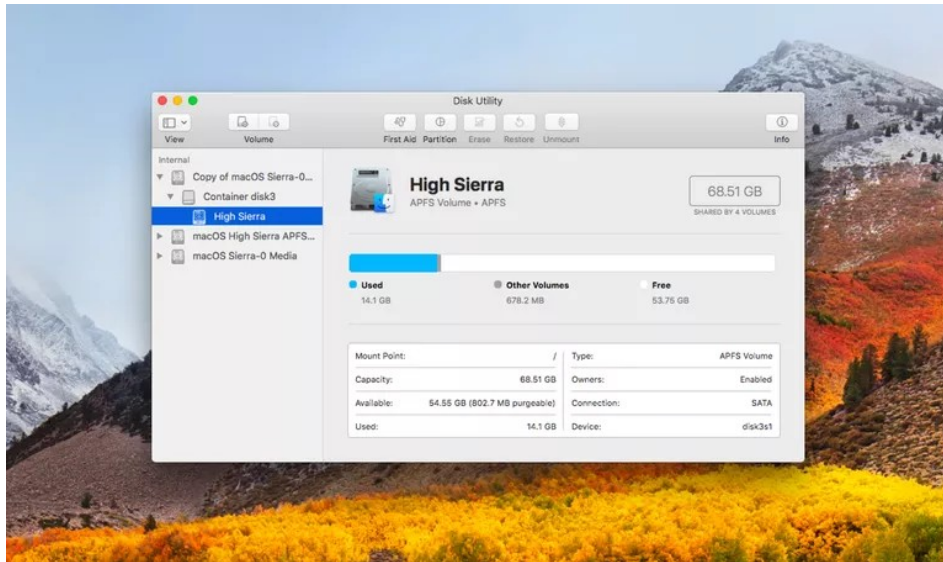 Disk Utility
View Volume First Aid Partition Erase Restore Unmount Info
Internal
Copy of macOS Sierra-0...
Container disk3
High Sierra
macOS High Sierra APFS...
macOS Sierra-0 Media
High Sierra
APFS Volume • APFS
68.51 GB
SHARED BY 4 VOLUMES
Used
14.1 GB
Other Volumes
678.2 MB
Free
53.75 GB
Mount Point: /
Type: APFS Volume
Capacity: 68.51 GB
Owners: Enabled
Available: 54.55 GB (802.7 MB purgeable)
Connection: SATA
Used: 14.1 GB
Device: disk3s1